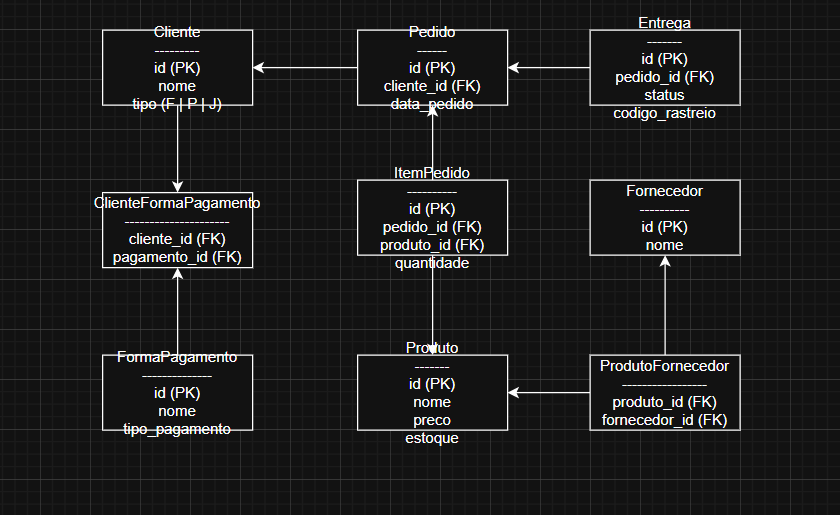 Cliente
---------
id (PK)
nome
tipo (F | P | J)
Pedido
------
id (PK)
cliente_id (FK)
data_pedido
Entrega
-------
id (PK)
pedido_id (FK)
status
codigo_rastreio
ClienteFormaPagamento
---------------------
cliente_id (FK)
pagamento_id (FK)
ItemPedido
----------
id (PK)
pedido_id (FK)
produto_id (FK)
quantidade
Fornecedor
----------
id (PK)
nome
FormaPagamento
--------------
id (PK)
nome
tipo_pagamento
Produto
-------
id (PK)
nome
preco
estoque
ProdutoFornecedor
-----------------
produto_id (FK)
fornecedor_id (FK)